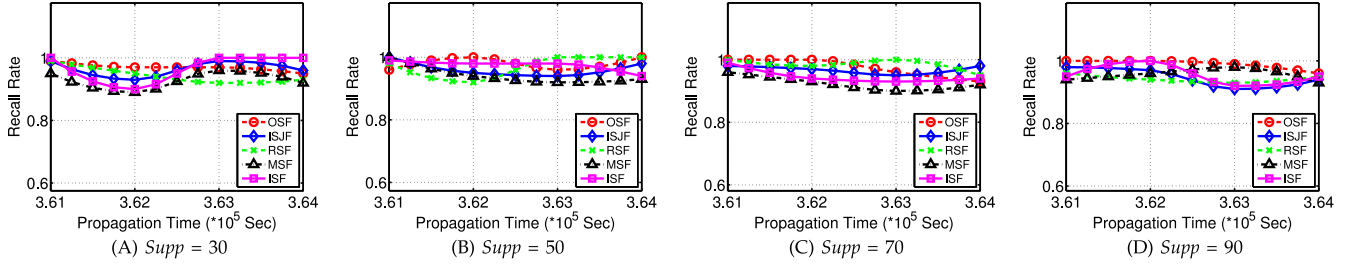 Recall Rate
1
0.8
0.6
OSF
ISJF
RSF
MSF
ISF
3.61
3.62
3.63
3.64
Propagation Time (*10^5 Sec)
(A) Supp = 30
Recall Rate
1
0.8
0.6
OSF
ISJF
RSF
MSF
ISF
3.61
3.62
3.63
3.64
Propagation Time (*10^5 Sec)
(B) Supp = 50
Recall Rate
1
0.8
0.6
OSF
ISJF
RSF
MSF
ISF
3.61
3.62
3.63
3.64
Propagation Time (*10^5 Sec)
(C) Supp = 70
Recall Rate
1
0.8
0.6
OSF
ISJF
RSF
MSF
ISF
3.61
3.62
3.63
3.64
Propagation Time (*10^5 Sec)
(D) Supp = 90